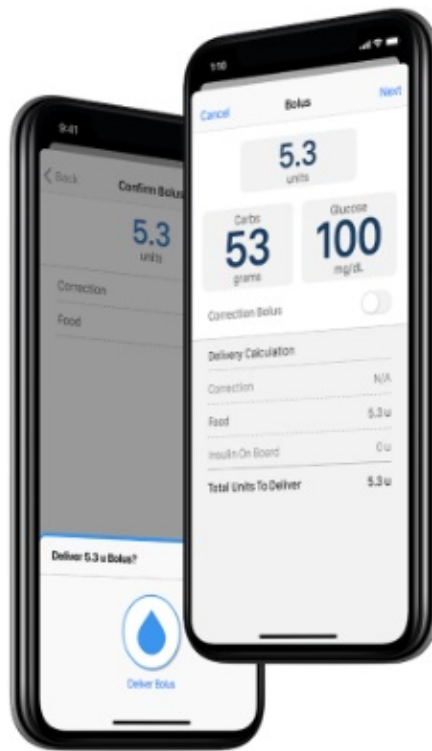 9:41
Back
Confirm Bolus
5.3
units
Correction
Food
Deliver 5.3 u Bolus?
Deliver Bolus
1:10
Cancel
Bolus
Next
5.3
units
Carbs
53
grams
Glucose
100
mg/dL
Correction Bolus
Delivery Calculation
Correction N/A
Food 5.3 u
Insulin On Board 0 u
Total Units To Deliver 5.3 u